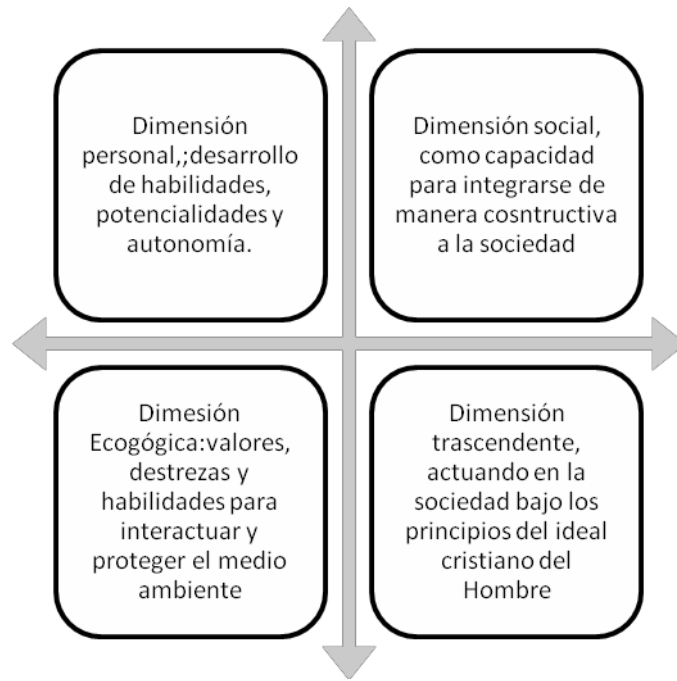 Dimensión
personal,;desarrollo
de habilidades,
potencialidades y
autonomía.
Dimensión social,
como capacidad
para integrarse de
manera cosntructiva
a la sociedad
Dimesión
Ecogógica:valores,
destrezas y
habilidades para
interactuar y
proteger el medio
ambiente
Dimensión
trascendente,
actuando en la
sociedad bajo los
principios del ideal
cristiano del
Hombre